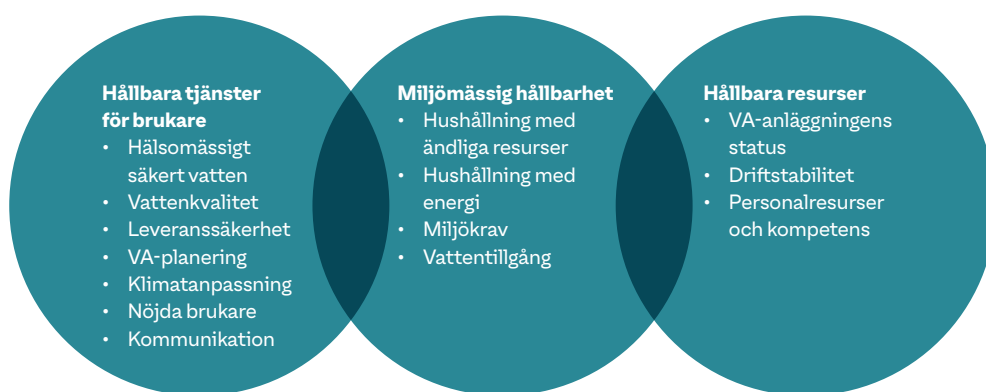 Hållbara tjänster
för brukare
• Hälsomässigt
säkert vatten
• Vattenkvalitet
• Leveranssäkerhet
• VA-planering
• Klimatanpassning
• Nöjda brukare
• Kommunikation
Miljömässig hållbarhet
• Hushållning med
ändliga resurser
• Hushållning med
energi
• Miljökrav
• Vattentillgång
Hållbara resurser
• VA-anläggningens
status
• Driftstabilitet
• Personalresurser
och kompetens